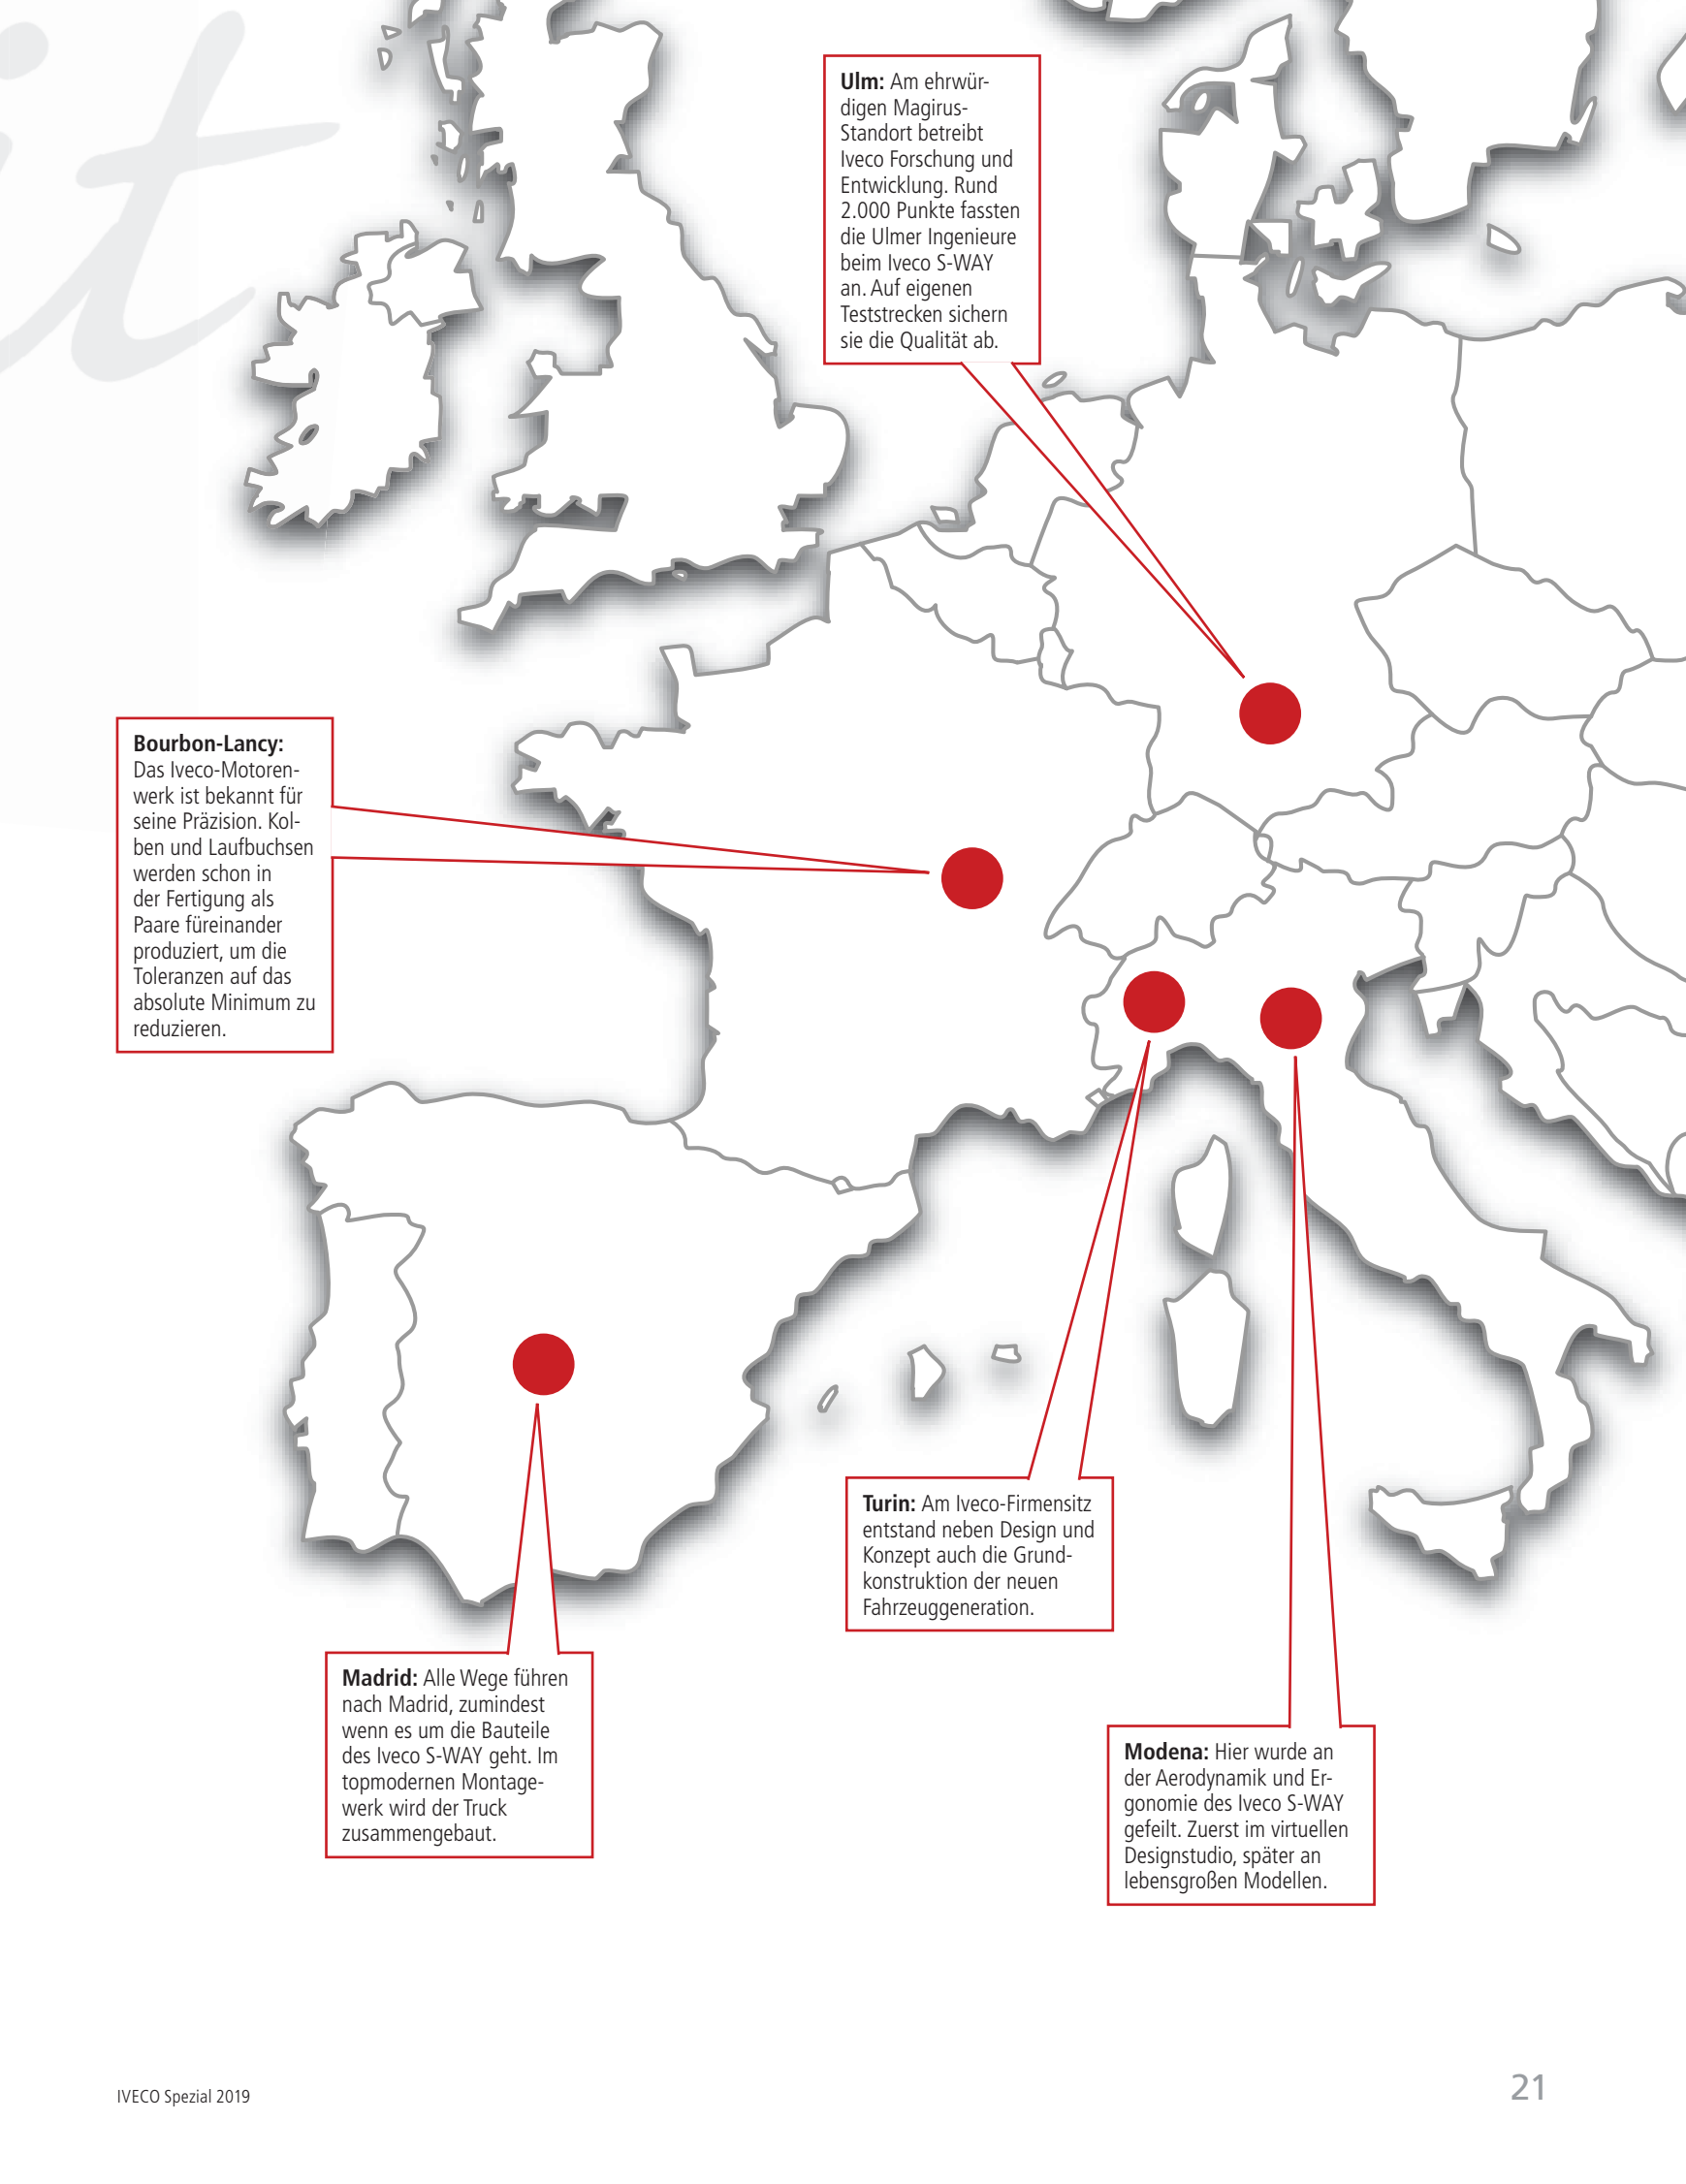 it
Ulm: Am ehrwür-
digen Magirus-
Standort betreibt
Iveco Forschung und
Entwicklung. Rund
2.000 Punkte fassten
die Ulmer Ingenieure
beim Iveco S-WAY
an. Auf eigenen
Teststrecken sichern
sie die Qualität ab.
Bourbon-Lancy:
Das Iveco-Motoren-
werk ist bekannt für
seine Präzision. Kol-
ben und Laufbuchsen
werden schon in
der Fertigung als
Paare füreinander
produziert, um die
Toleranzen auf das
absolute Minimum zu
reduzieren.
Turin: Am Iveco-Firmensitz
entstand neben Design und
Konzept auch die Grund-
konstruktion der neuen
Fahrzeuggeneration.
Madrid: Alle Wege führen
nach Madrid, zumindest
wenn es um die Bauteile
des Iveco S-WAY geht. Im
topmodernen Montage-
werk wird der Truck
zusammengebaut.
Modena: Hier wurde an
der Aerodynamik und Er-
gonomie des Iveco S-WAY
gefeilt. Zuerst im virtuellen
Designstudio, später an
lebensgroßen Modellen.
IVECO Spezial 2019
21